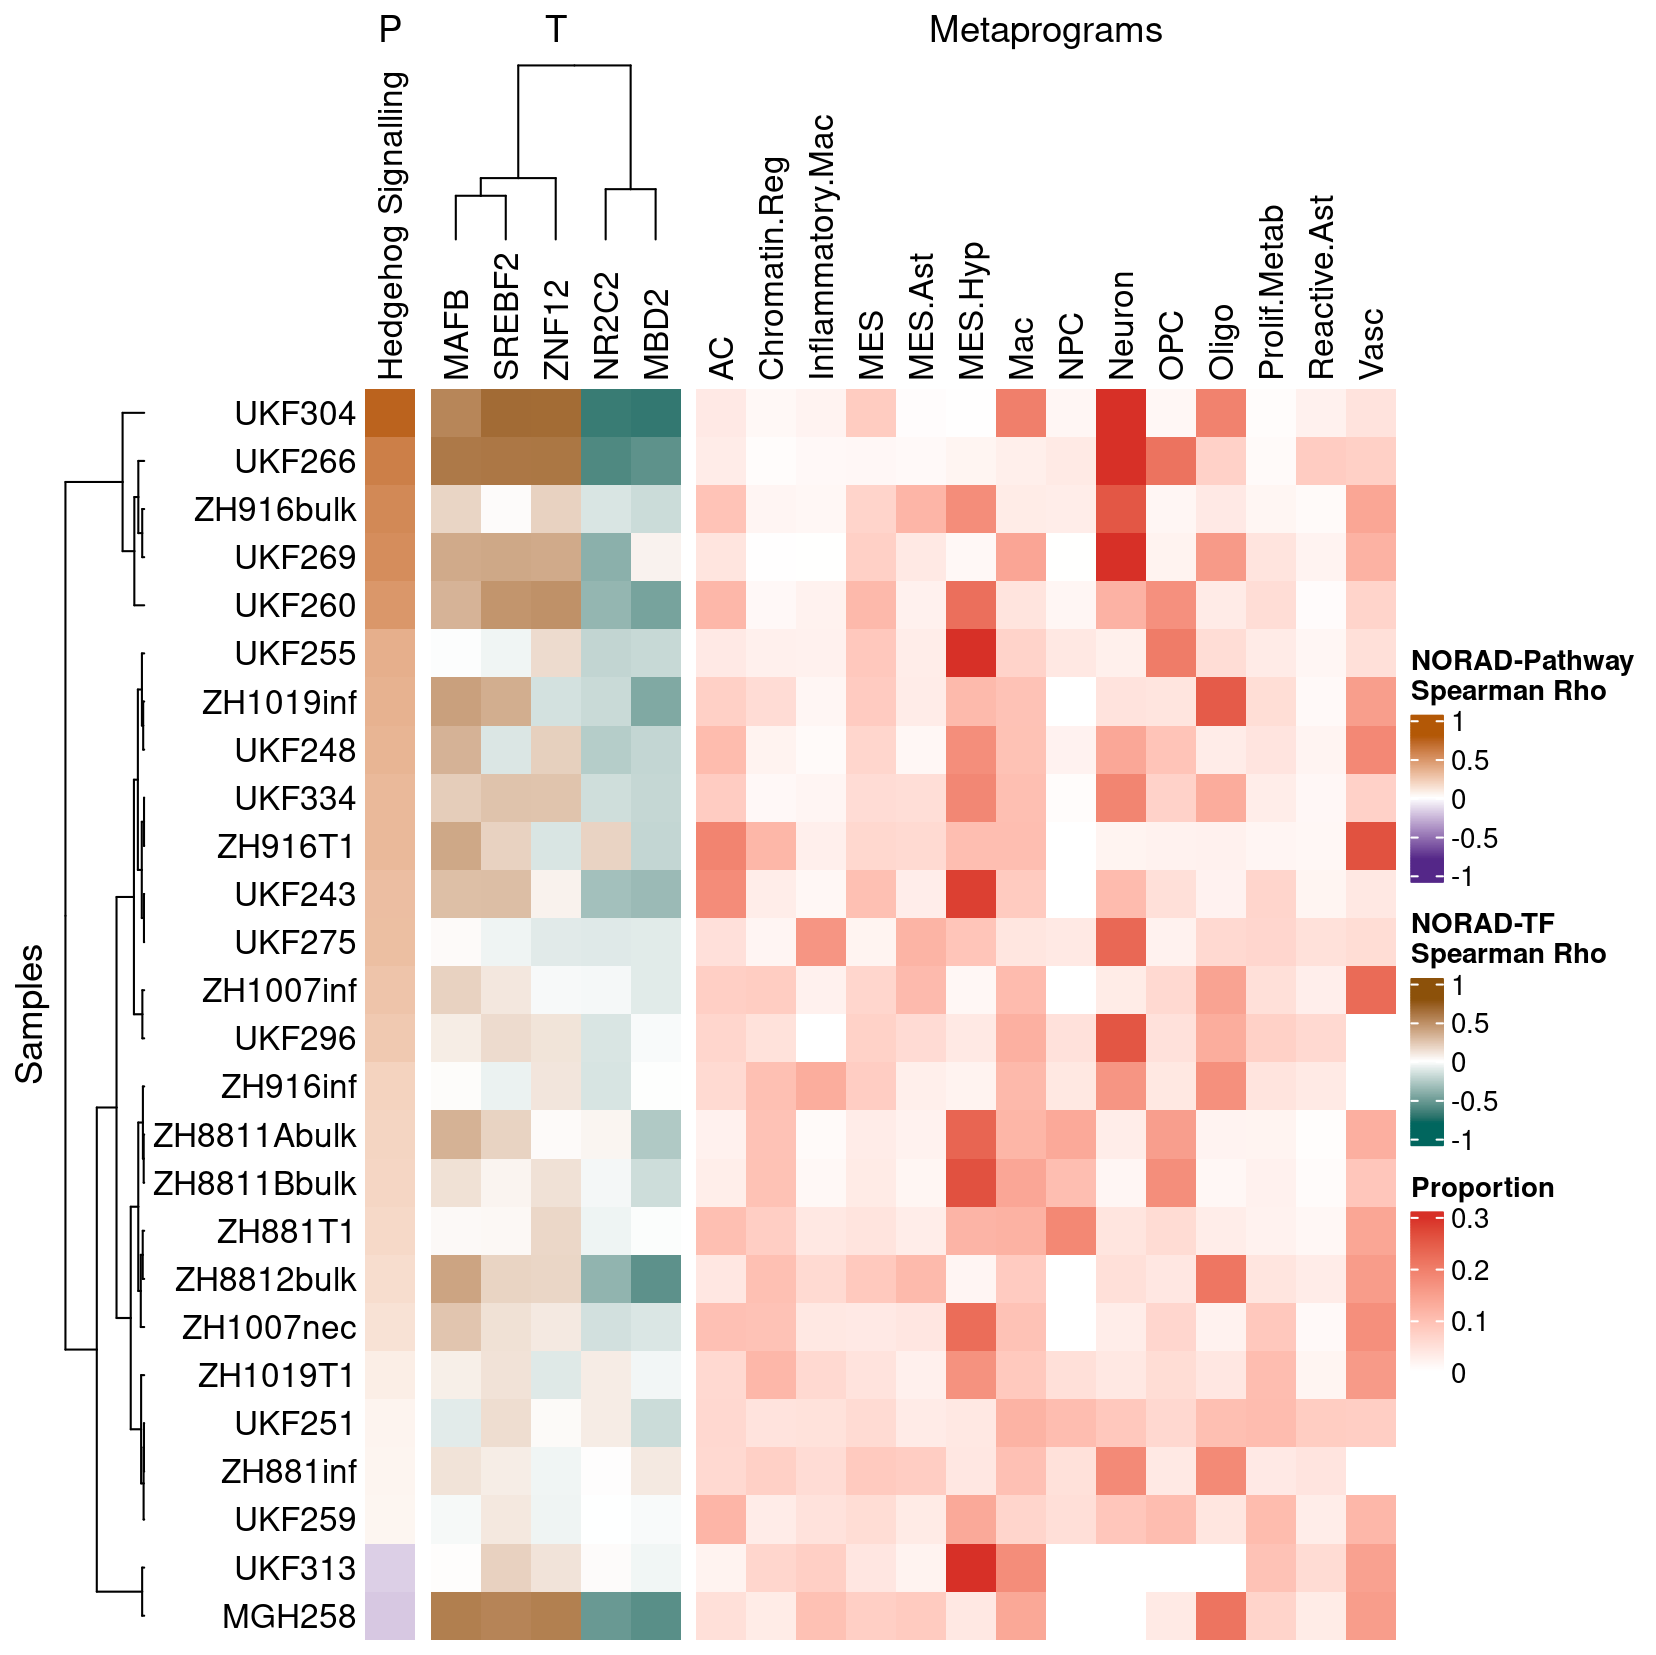 P T Metaprograms
Hedgehog Signalling
MAFB
SREBF2
ZNF12
NR2C2
MBD2
AC
Chromatin.Reg
Inflammatory.Mac
MES
MES.Ast
MES.Hyp
Mac
NPC
Neuron
OPC
Oligo
Prolif.Metab
Reactive.Ast
Vasc
Samples
UKF304
UKF266
ZH916bulk
UKF269
UKF260
UKF255
ZH1019inf
UKF248
UKF334
ZH916T1
UKF243
UKF275
ZH1007inf
UKF296
ZH916inf
ZH8811Abulk
ZH8811Bbulk
ZH881T1
ZH8812bulk
ZH1007nec
ZH1019T1
UKF251
ZH881inf
UKF259
UKF313
MGH258
NORAD-Pathway
Spearman Rho
1
0.5
0
-0.5
-1
NORAD-TF
Spearman Rho
1
0.5
0
-0.5
-1
Proportion
0.3
0.2
0.1
0